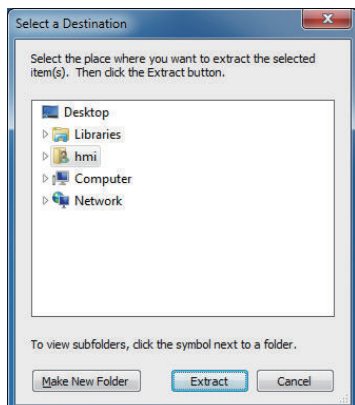 Select a Destination
Select the place where you want to extract the selected
item(s). Then click the Extract button.
Desktop
Libraries
hmi
Computer
Network
To view subfolders, click the symbol next to a folder.
Make New Folder Extract Cancel